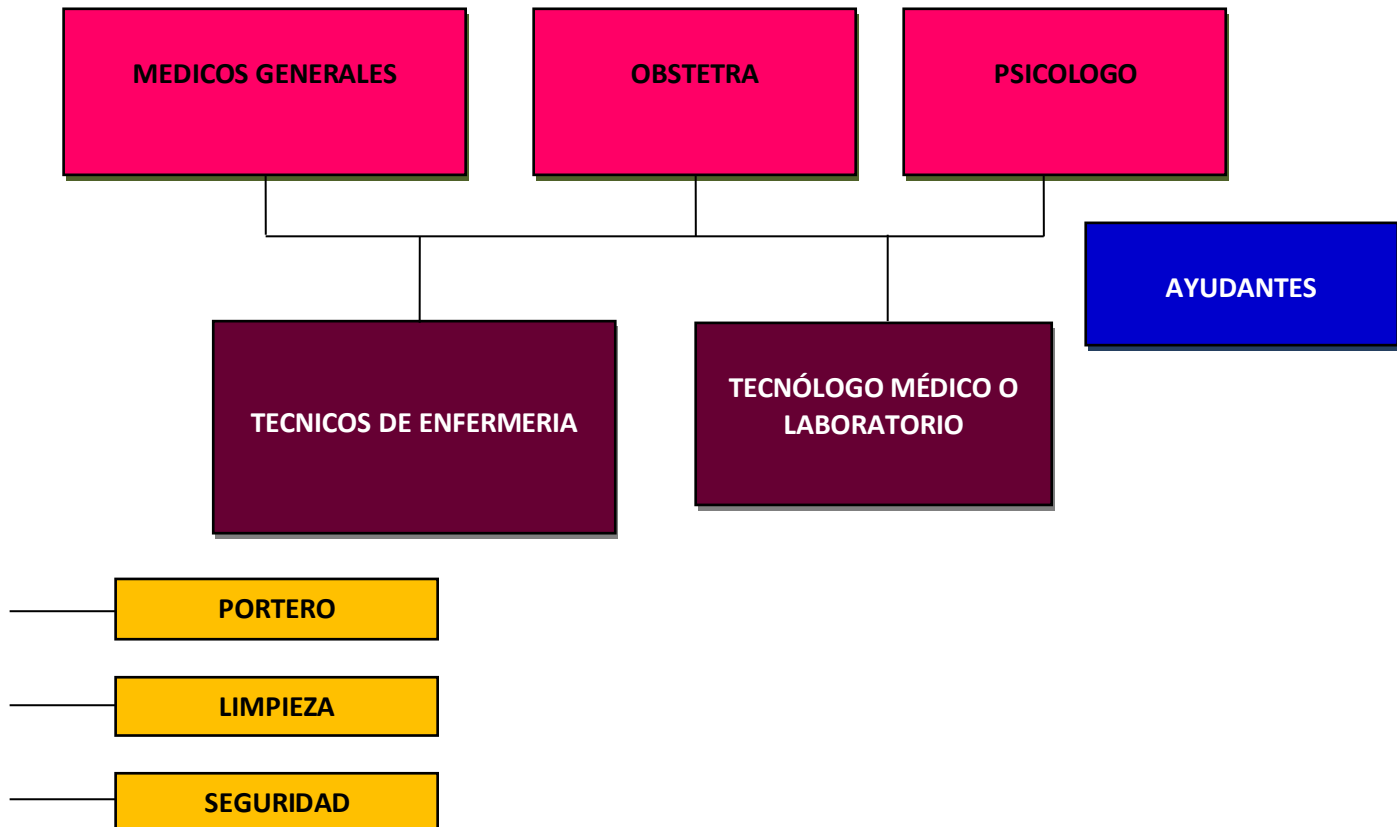 MEDICOS GENERALES
OBSTETRA
PSICOLOGO
AYUDANTES
TECNICOS DE ENFERMERIA
TECNÓLOGO MÉDICO O
LABORATORIO
PORTERO
LIMPIEZA
SEGURIDAD